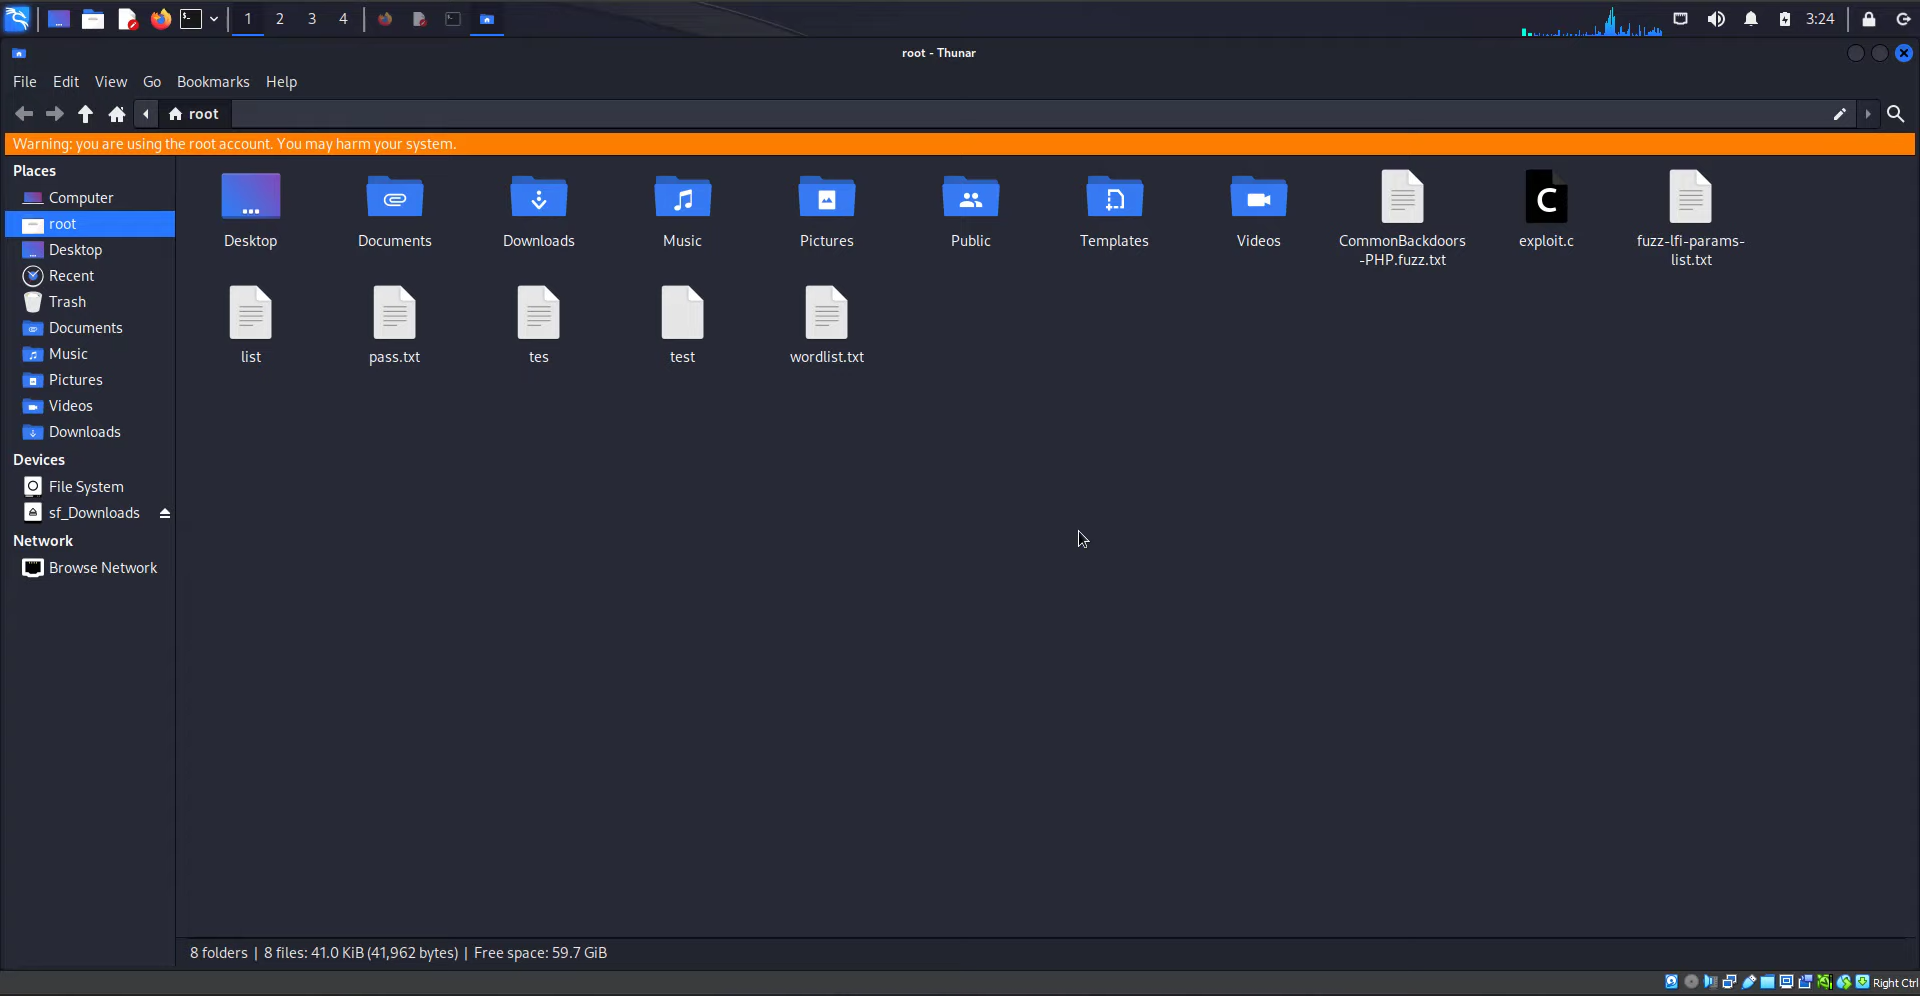 1 2 3 4 3:24
root - Thunar
File Edit View Go Bookmarks Help
root
Warning: you are using the root account. You may harm your system.
Places
Computer
root
Desktop
Recent
Trash
Documents
Music
Pictures
Videos
Downloads
Devices
File System
sf_Downloads
Network
Browse Network
Desktop Documents Downloads Music Pictures Public Templates Videos CommonBackdoors exploit.c fuzz-lfi-params-
-PHP.fuzz.txt list.txt
list pass.txt tes test wordlist.txt
8 folders | 8 files: 41.0 KiB (41,962 bytes) | Free space: 59.7 GiB
Right Ctrl